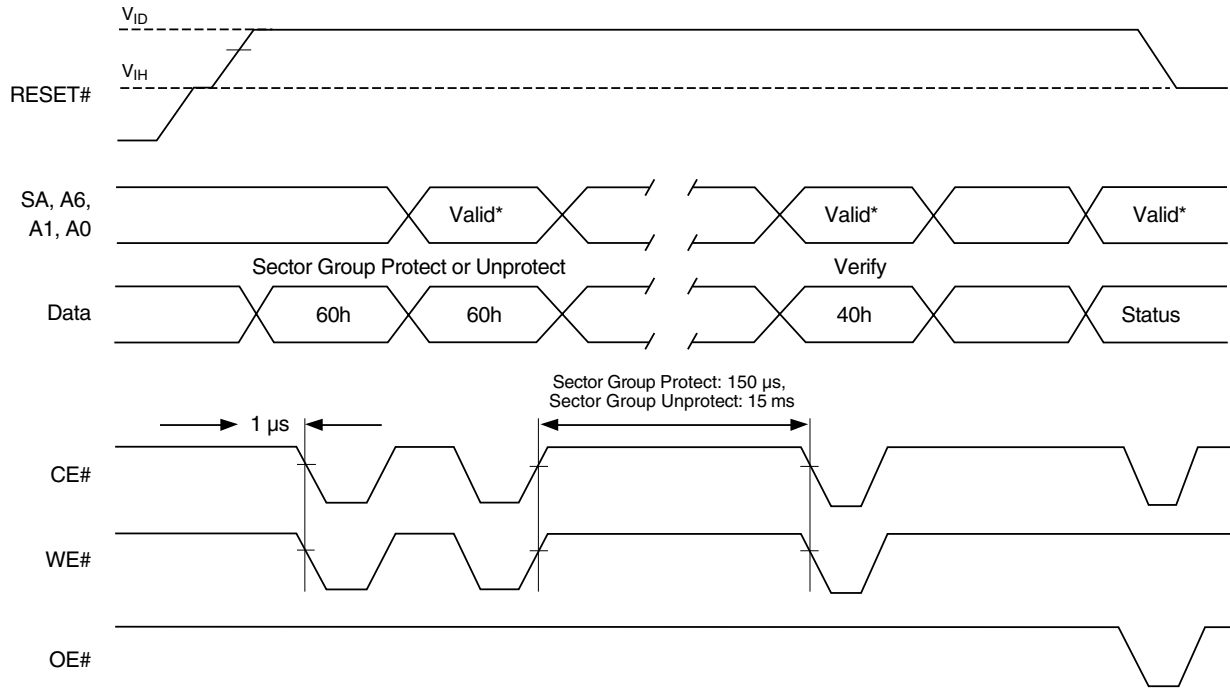 VID
VIH
RESET#
SA, A6,
A1, A0
Valid*
Valid*
Valid*
Sector Group Protect or Unprotect
Verify
Data
60h
60h
40h
Status
Sector Group Protect: 150 µs,
Sector Group Unprotect: 15 ms
1 µs
CE#
WE#
OE#